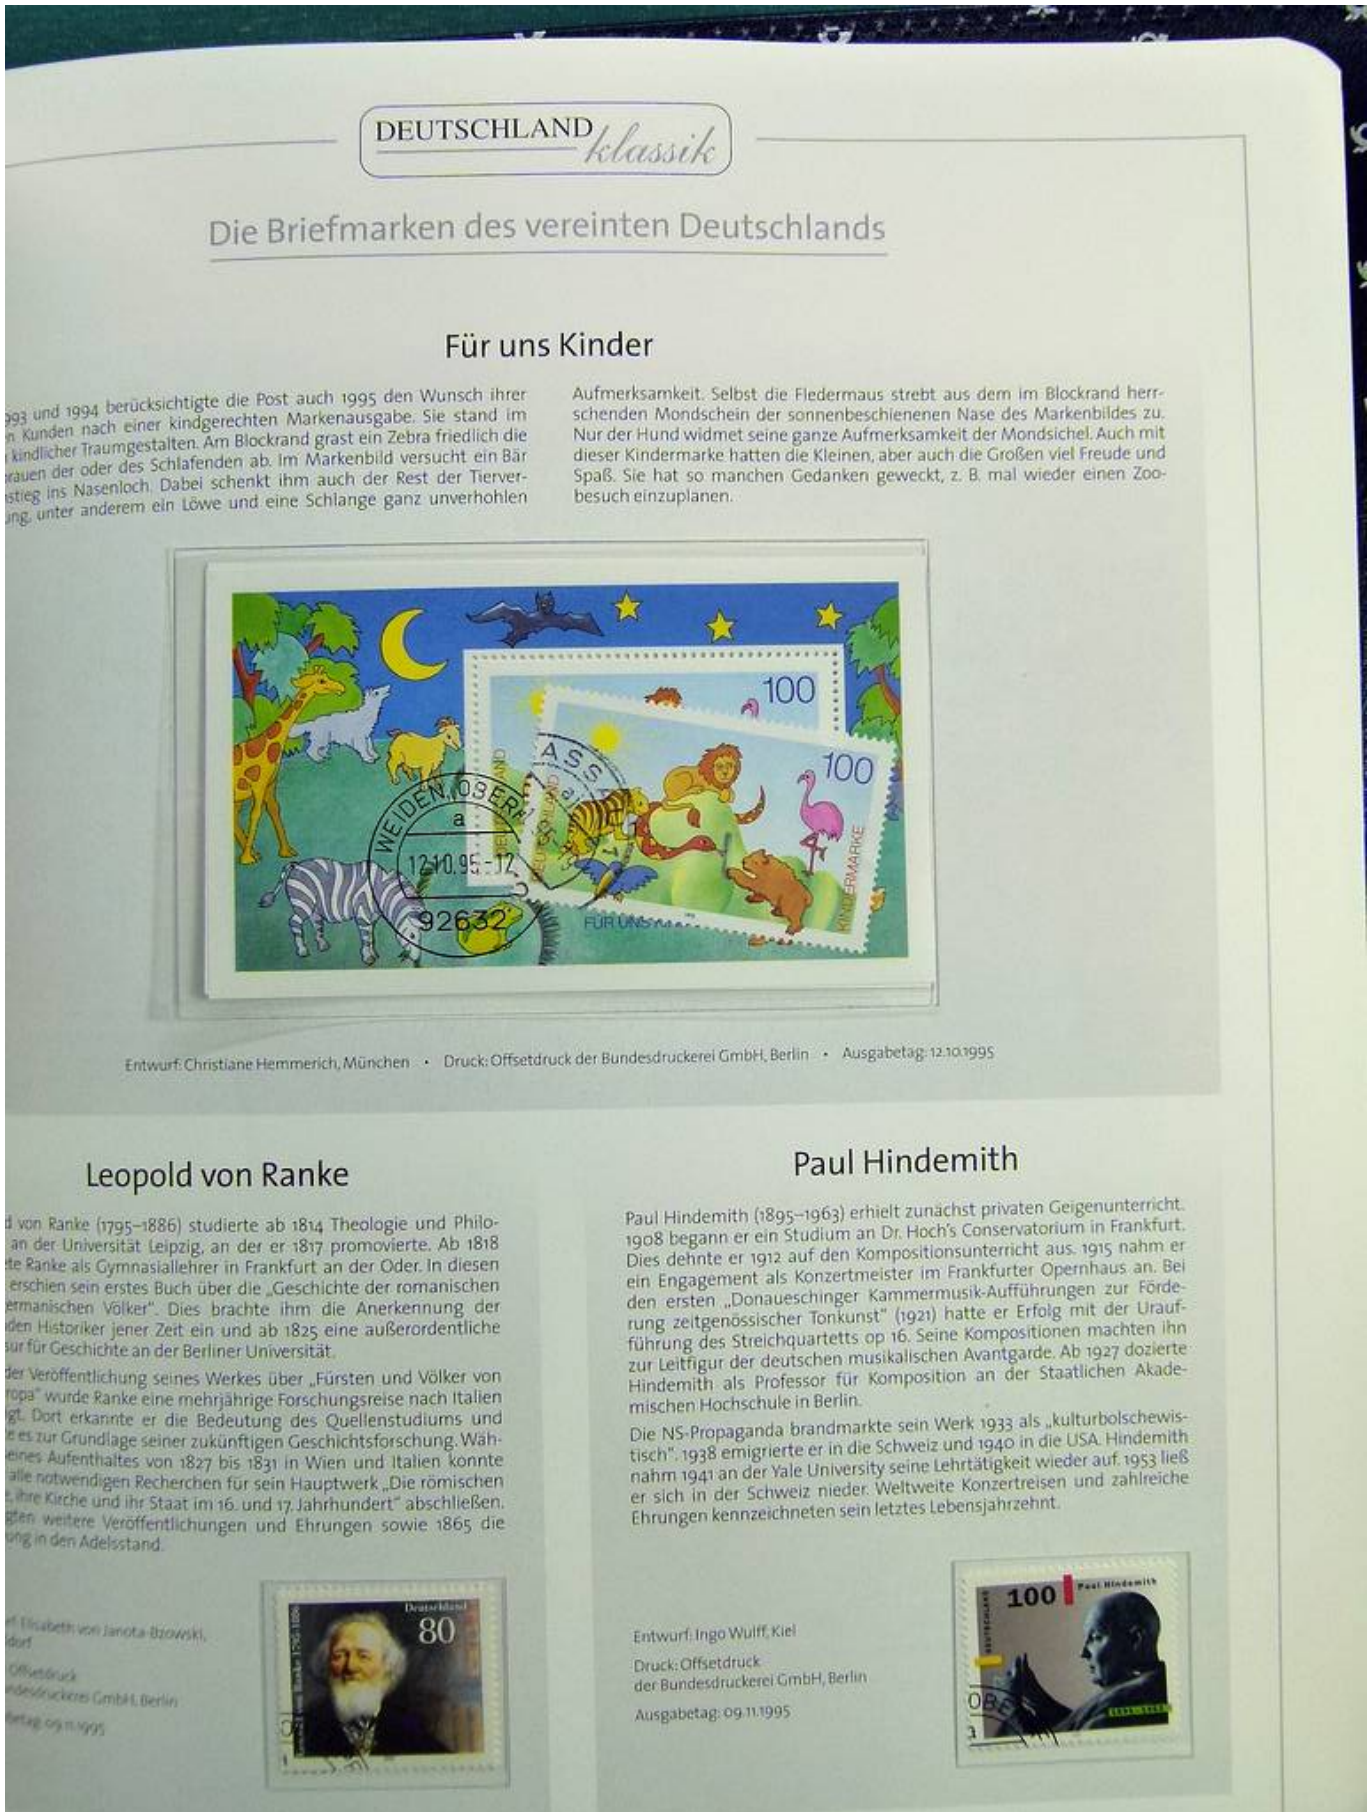 DEUTSCHLAND
klassik
Die Briefmarken des vereinten Deutschlands
Für uns Kinder
und 1994 berücksichtigte die Post auch 1995 den Wunsch ihrer
Kunden nach einer kindgerechten Markenausgabe. Sie stand im
kindlicher Traumgestalten. Am Blockrand grast ein Zebra friedlich die
der oder des Schlafenden ab. Im Markenbild versucht ein Bär
ins Nasenloch. Dabei schenkt ihm auch der Rest der Tierver-
unter anderem ein Löwe und eine Schlange ganz unverhohlen
Aufmerksamkeit. Selbst die Fledermaus strebt aus dem im Blockrand herr-
schenden Mondschein der sonnenbeschienenen Nase des Markenbildes zu.
Nur der Hund widmet seine ganze Aufmerksamkeit der Mondsichel. Auch mit
dieser Kindermarke hatten die Kleinen, aber auch die Großen viel Freude und
Spaß. Sie hat so manchen Gedanken geweckt, z. B. mal wieder einen Zoo-
besuch einzuplanen.
100
100
DEUTSCHLAND
KINDERMARKE
FÜR UNS
WEIDEN, OBERP
a
12.10.95-12
92632
Entwurf: Christiane Hemmerich, München • Druck: Offsetdruck der Bundesdruckerei GmbH, Berlin • Ausgabetag: 12.10.1995
Leopold von Ranke
von Ranke (1795–1886) studierte ab 1814 Theologie und Philo-
an der Universität Leipzig, an der er 1817 promovierte. Ab 1818
Ranke als Gymnasiallehrer in Frankfurt an der Oder. In diesen
erschien sein erstes Buch über die „Geschichte der romanischen
Völker“. Dies brachte ihm die Anerkennung der
Historiker jener Zeit ein und ab 1825 eine außerordentliche
für Geschichte an der Berliner Universität.
der Veröffentlichung seines Werkes über „Fürsten und Völker von
wurde Ranke eine mehrjährige Forschungsreise nach Italien
Dort erkannte er die Bedeutung des Quellenstudiums und
es zur Grundlage seiner zukünftigen Geschichtsforschung. Wäh-
eines Aufenthaltes von 1827 bis 1831 in Wien und Italien konnte
alle notwendigen Recherchen für sein Hauptwerk „Die römischen
ihre Kirche und ihr Staat im 16. und 17. Jahrhundert“ abschließen.
weitere Veröffentlichungen und Ehrungen sowie 1865 die
in den Adelsstand.
Elisabeth von Janota-Bzowski,
Offsetdruck
GmbH, Berlin
09.11.1995
Deutschland
80
Paul Hindemith
Paul Hindemith (1895–1963) erhielt zunächst privaten Geigenunterricht.
1908 begann er ein Studium an Dr. Hoch's Conservatorium in Frankfurt.
Dies dehnte er 1912 auf den Kompositionsunterricht aus. 1915 nahm er
ein Engagement als Konzertmeister im Frankfurter Opernhaus an. Bei
den ersten „Donaueschinger Kammermusik-Aufführungen zur Förde-
rung zeitgenössischer Tonkunst“ (1921) hatte er Erfolg mit der Urauf-
führung des Streichquartetts op 16. Seine Kompositionen machten ihn
zur Leitfigur der deutschen musikalischen Avantgarde. Ab 1927 dozierte
Hindemith als Professor für Komposition an der Staatlichen Akade-
mischen Hochschule in Berlin.
Die NS-Propaganda brandmarkte sein Werk 1933 als „kulturbolschewis-
tisch“. 1938 emigrierte er in die Schweiz und 1940 in die USA. Hindemith
nahm 1941 an der Yale University seine Lehrtätigkeit wieder auf. 1953 ließ
er sich in der Schweiz nieder. Weltweite Konzertreisen und zahlreiche
Ehrungen kennzeichneten sein letztes Lebensjahrzehnt.
Entwurf: Ingo Wulff, Kiel
Druck: Offsetdruck
der Bundesdruckerei GmbH, Berlin
Ausgabetag: 09.11.1995
100
Paul Hindemith
DEUTSCHLAND
1895-1963